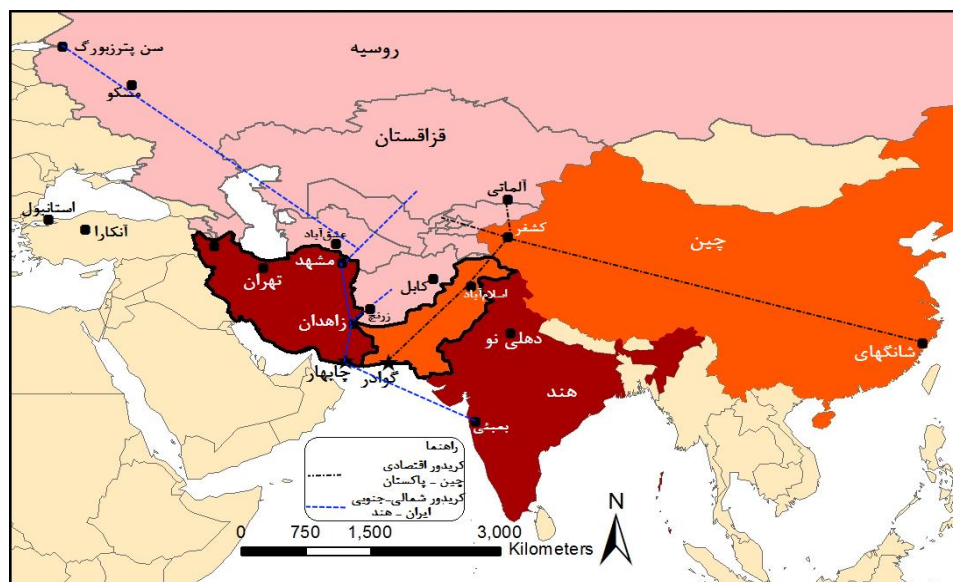 روسیه
سن پترزبورگ
مسکو
قزاقستان
آلماتی
کشغر
چین
استانبول
آنکارا
عشق‌آباد
مشهد
تهران
کابل
اسلام‌آباد
زرنج
زاهدان
دهلی نو
شانگهای
چابهار
گوادر
هند
بمبئی
راهنما
کریدور اقتصادی
چین - پاکستان
کریدور شمالی-جنوبی
ایران - هند
N
0 750 1,500 3,000
Kilometers